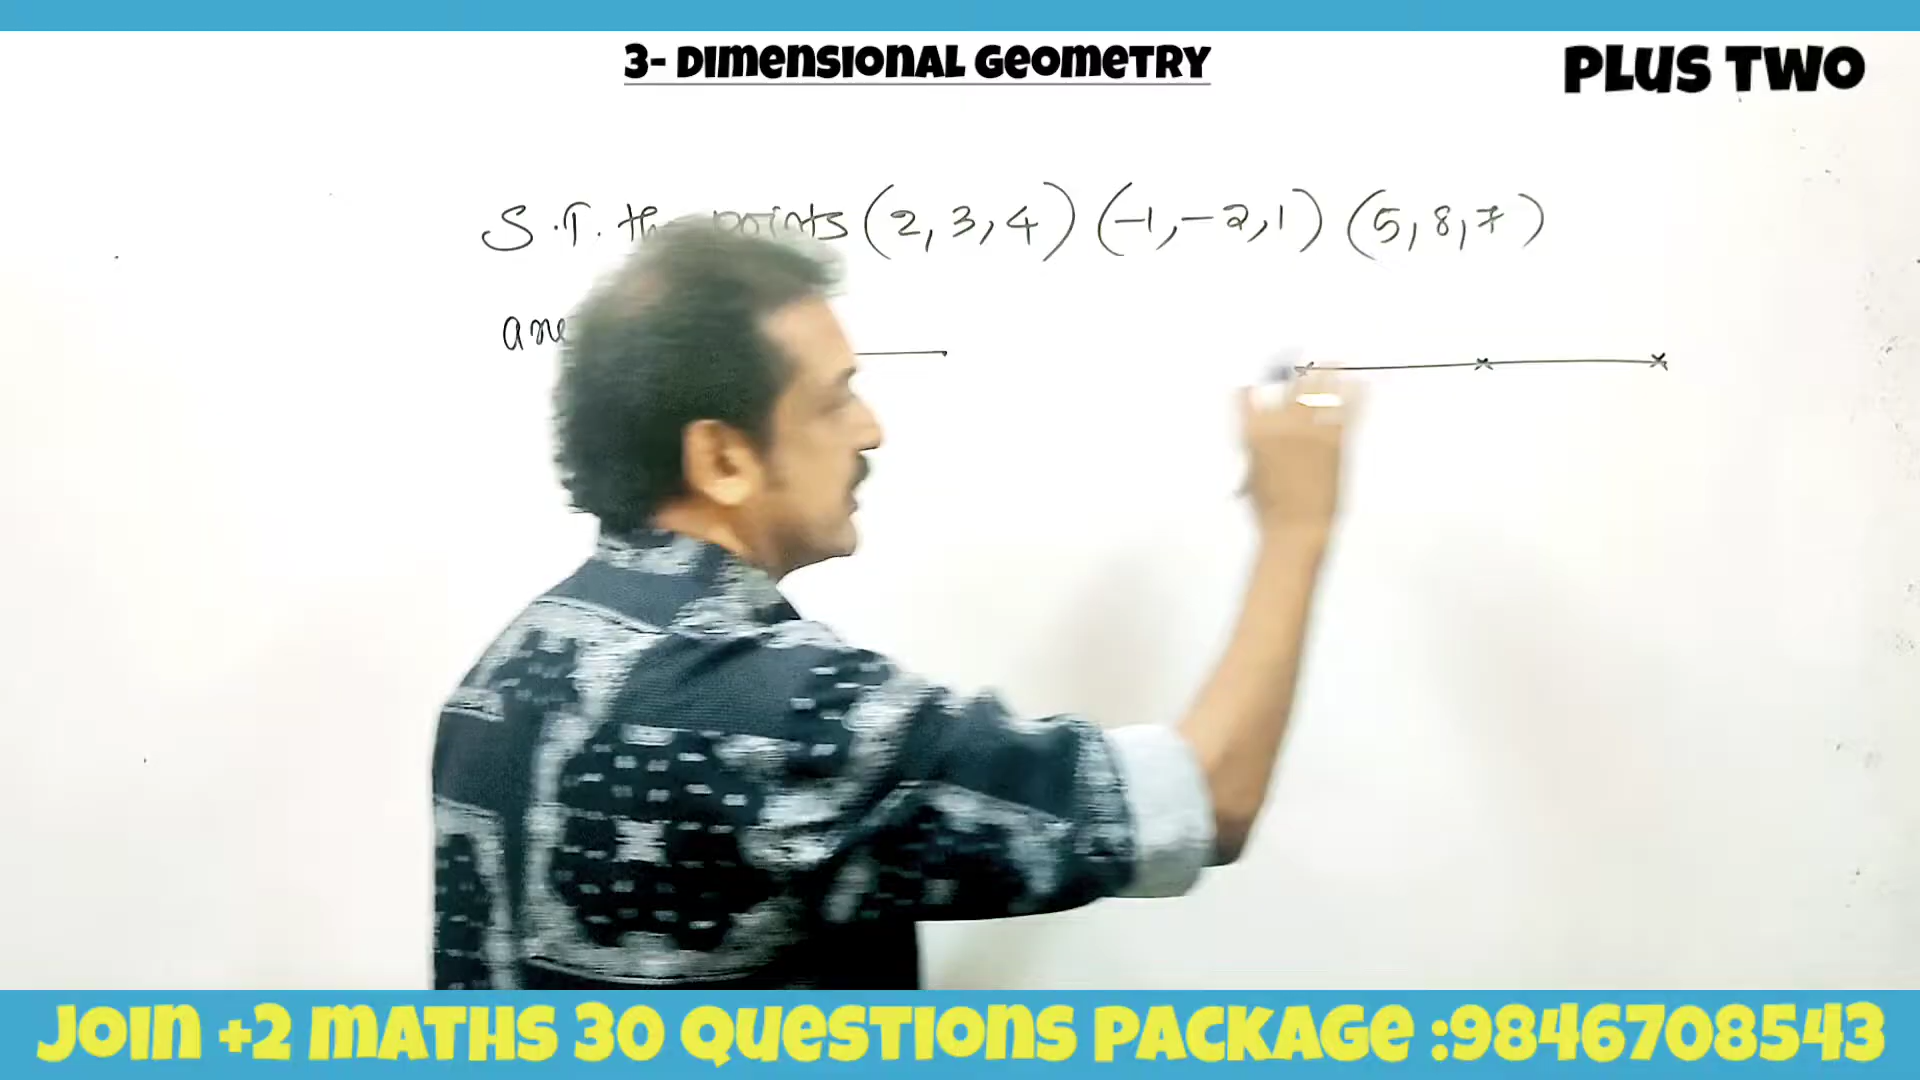 3- Dimensional Geometry
PLUS TWO
S.T. the points (2, 3, 4) (-1, -2, 1) (5, 8, 7)
are
Join +2 maths 30 Questions Package :9846708543